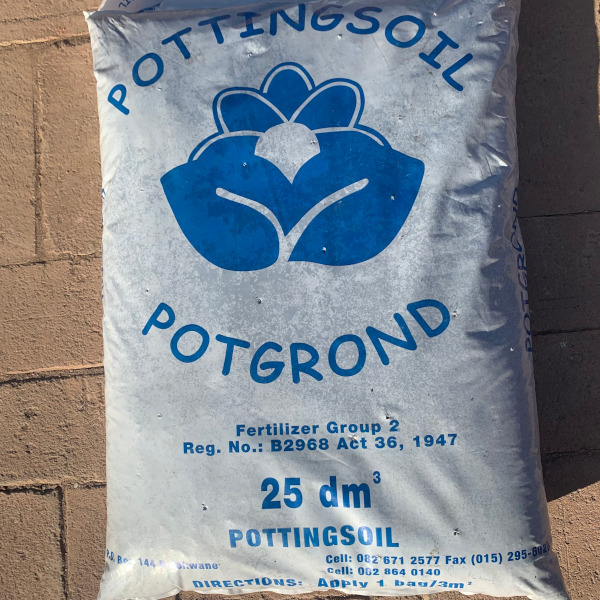 POTTINGSOIL
POTGROND
Fertilizer Group 2
Reg. No.: B2968 Act 36, 1947
25 dm³
POTTINGSOIL
144
Cell: 082 671 2577 Fax (015) 295-
Cell: 082 864 0140
DIRECTIONS: Apply 1 bag/3m²
POTGROND